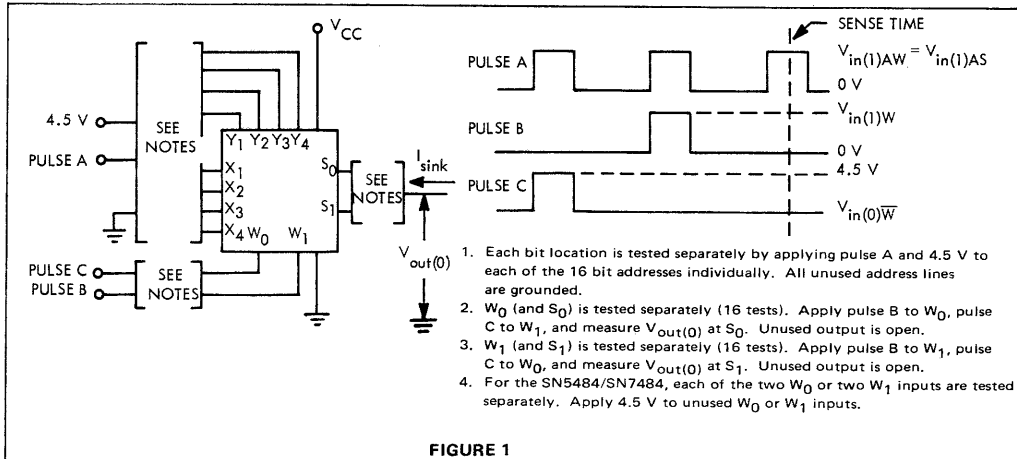 V_CC
4.5 V
PULSE A
SEE
NOTES
Y1 Y2 Y3 Y4
X1
X2
X3
X4
W0
W1
S0
S1
SEE
NOTES
I_sink
V_out(0)
PULSE C
PULSE B
SEE
NOTES
SENSE TIME
PULSE A
V_in(1)AW = V_in(1)AS
0 V
PULSE B
V_in(1)W
0 V
PULSE C
4.5 V
V_in(0)W̅
1. Each bit location is tested separately by applying pulse A and 4.5 V to
each of the 16 bit addresses individually. All unused address lines
are grounded.
2. W0 (and S0) is tested separately (16 tests). Apply pulse B to W0, pulse
C to W1, and measure Vout(0) at S0. Unused output is open.
3. W1 (and S1) is tested separately (16 tests). Apply pulse B to W1, pulse
C to W0, and measure Vout(0) at S1. Unused output is open.
4. For the SN5484/SN7484, each of the two W0 or two W1 inputs are tested
separately. Apply 4.5 V to unused W0 or W1 inputs.
FIGURE 1